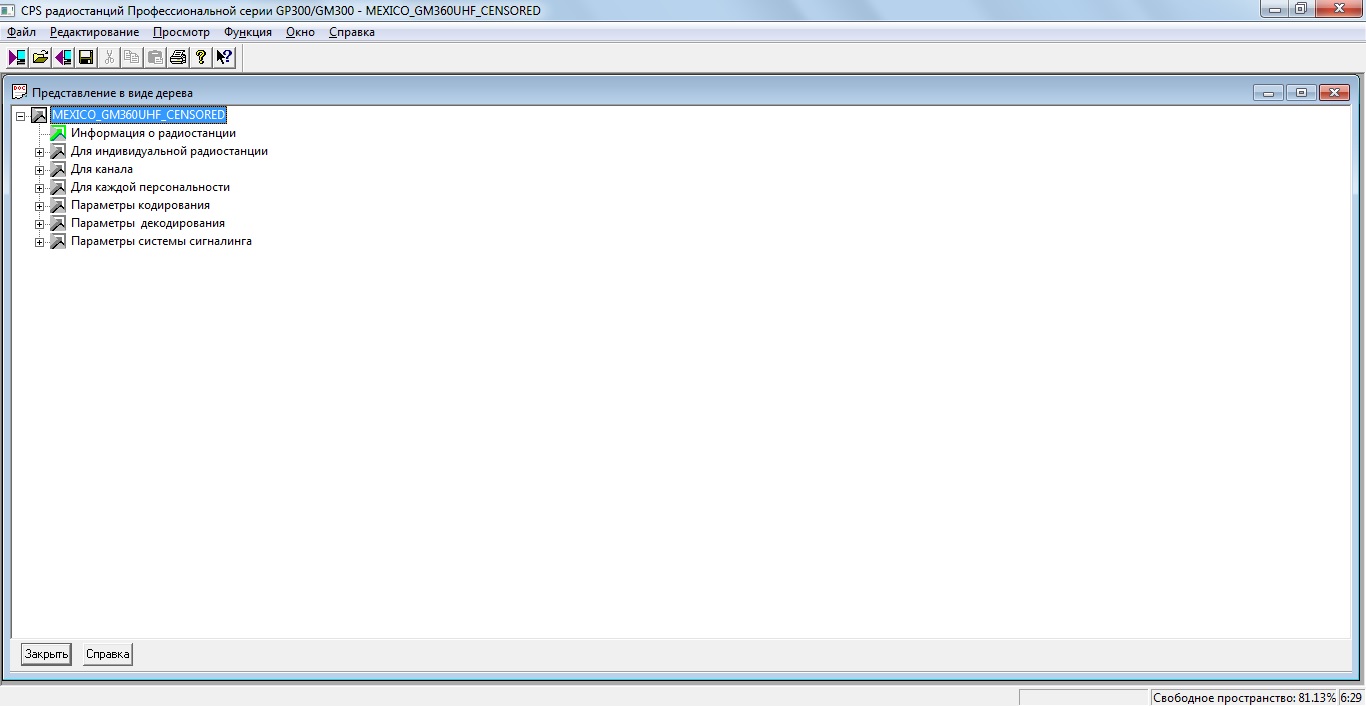 CPS радиостанций Профессиональной серии GP300/GM300 - MEXICO_GM360UHF_CENSORED
Файл Редактирование Просмотр Функция Окно Справка
Представление в виде дерева
MEXICO_GM360UHF_CENSORED
Информация о радиостанции
Для индивидуальной радиостанции
Для канала
Для каждой персональности
Параметры кодирования
Параметры декодирования
Параметры системы сигналинга
Закрыть Справка
Свободное пространство: 81.13% 6:29